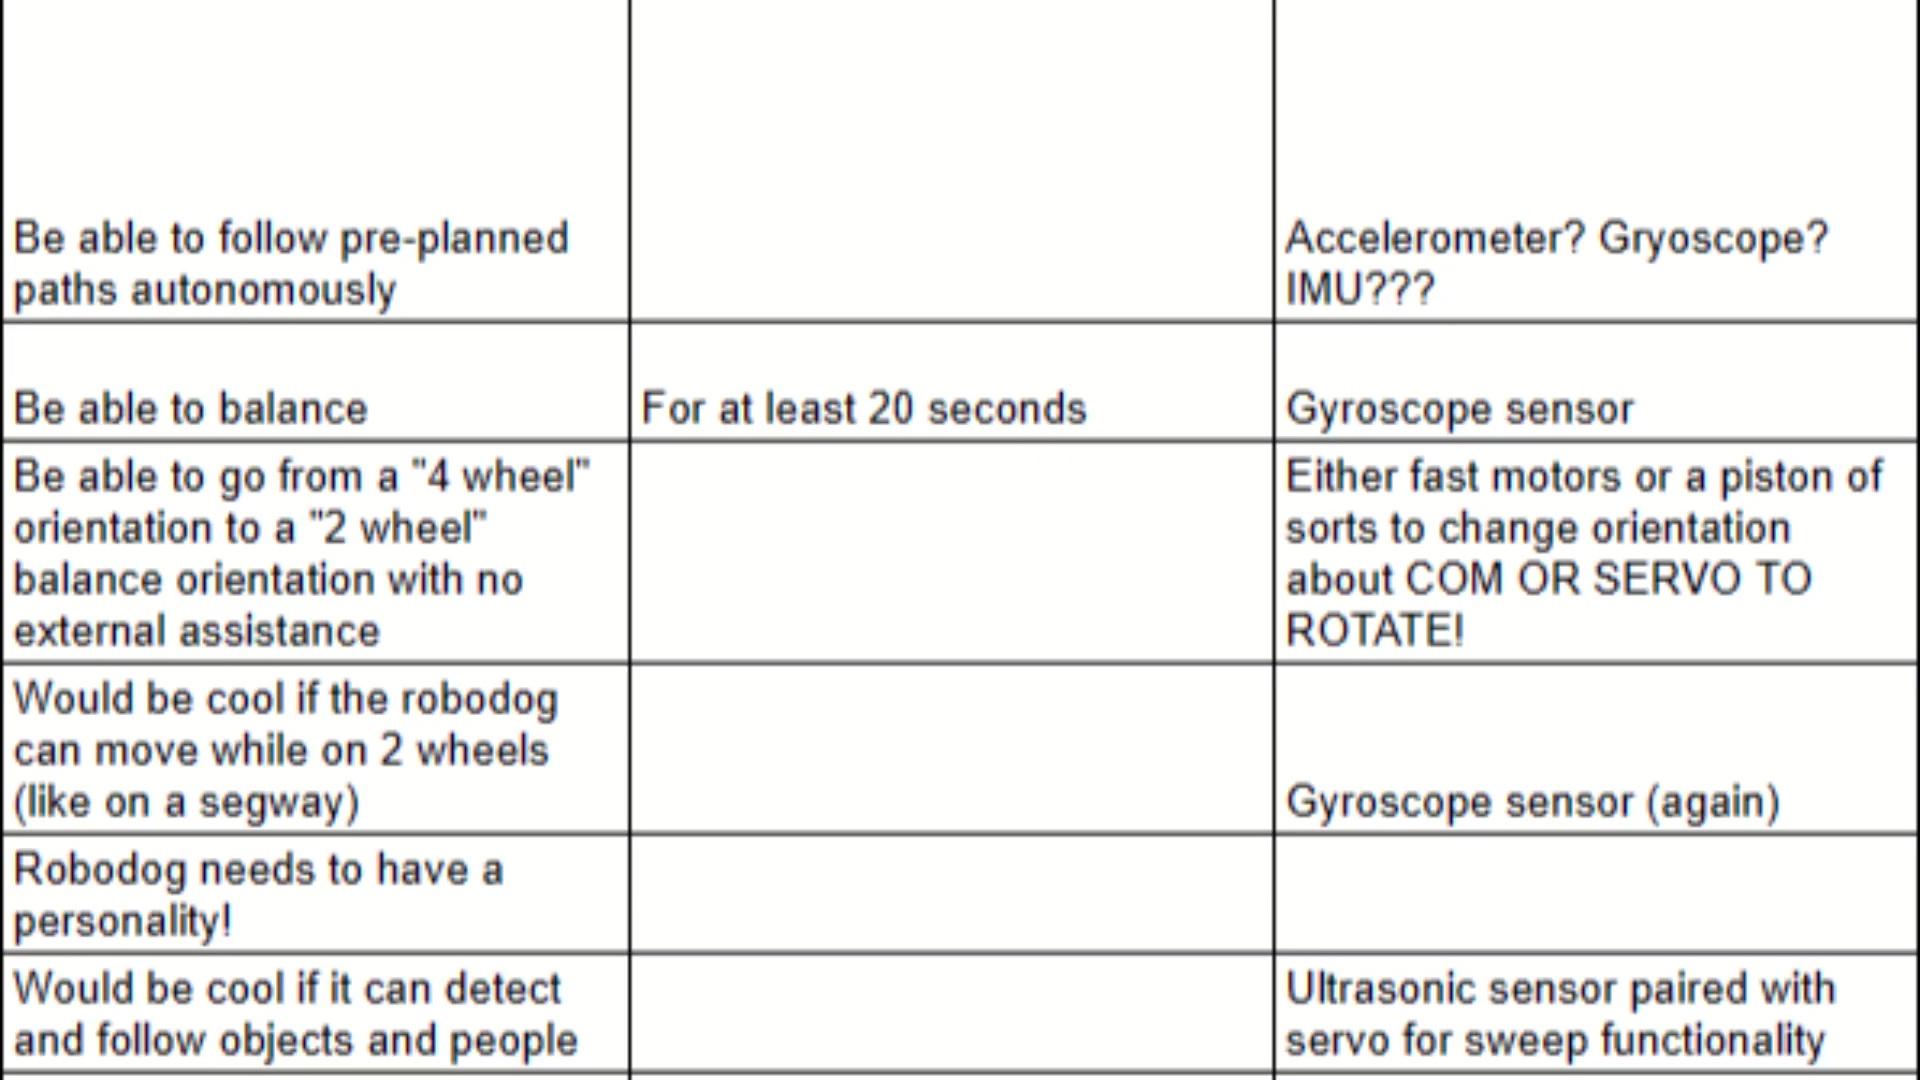 Be able to follow pre-planned
paths autonomously
Accelerometer? Gryoscope?
IMU???
Be able to balance
For at least 20 seconds
Gyroscope sensor
Be able to go from a "4 wheel"
orientation to a "2 wheel"
balance orientation with no
external assistance
Either fast motors or a piston of
sorts to change orientation
about COM OR SERVO TO
ROTATE!
Would be cool if the robodog
can move while on 2 wheels
(like on a segway)
Gyroscope sensor (again)
Robodog needs to have a
personality!
Would be cool if it can detect
and follow objects and people
Ultrasonic sensor paired with
servo for sweep functionality